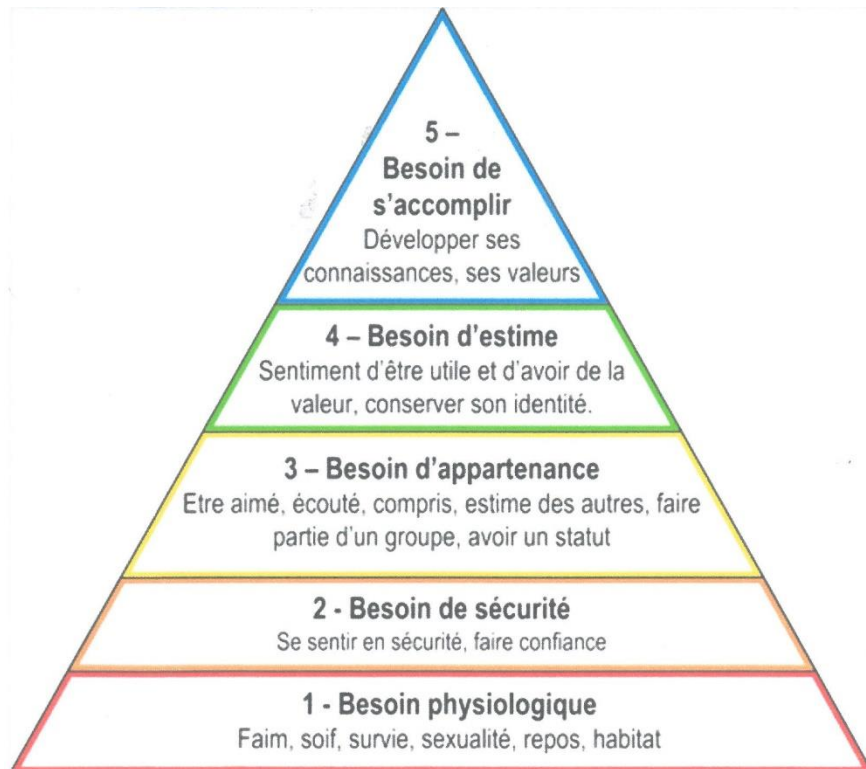 5 –
Besoin de
s’accomplir
Développer ses
connaissances, ses valeurs
4 – Besoin d’estime
Sentiment d’être utile et d’avoir de la
valeur, conserver son identité.
3 – Besoin d’appartenance
Etre aimé, écouté, compris, estime des autres, faire
partie d’un groupe, avoir un statut
2 - Besoin de sécurité
Se sentir en sécurité, faire confiance
1 - Besoin physiologique
Faim, soif, survie, sexualité, repos, habitat